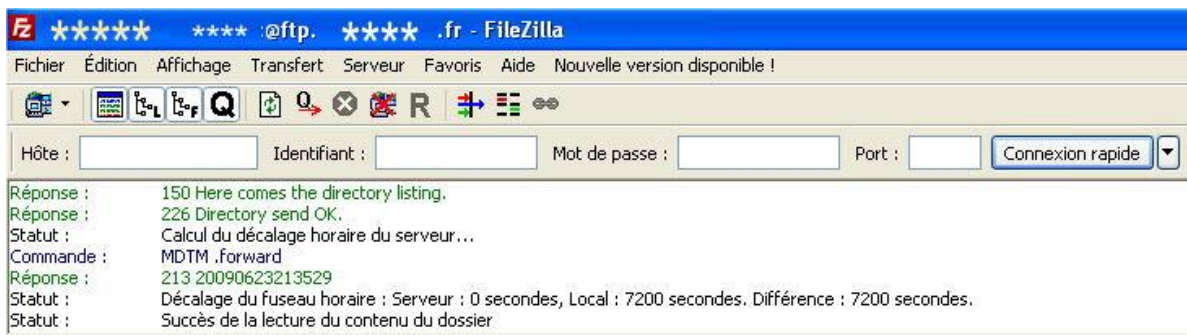 Fz ***** **** :@ftp. **** .fr - FileZilla
Fichier Édition Affichage Transfert Serveur Favoris Aide Nouvelle version disponible !
L F Q Q R
Hôte : Identifiant : Mot de passe : Port : Connexion rapide
Réponse : 150 Here comes the directory listing.
Réponse : 226 Directory send OK.
Statut : Calcul du décalage horaire du serveur...
Commande : MDTM .forward
Réponse : 213 20090623213529
Statut : Décalage du fuseau horaire : Serveur : 0 secondes, Local : 7200 secondes. Différence : 7200 secondes.
Statut : Succès de la lecture du contenu du dossier